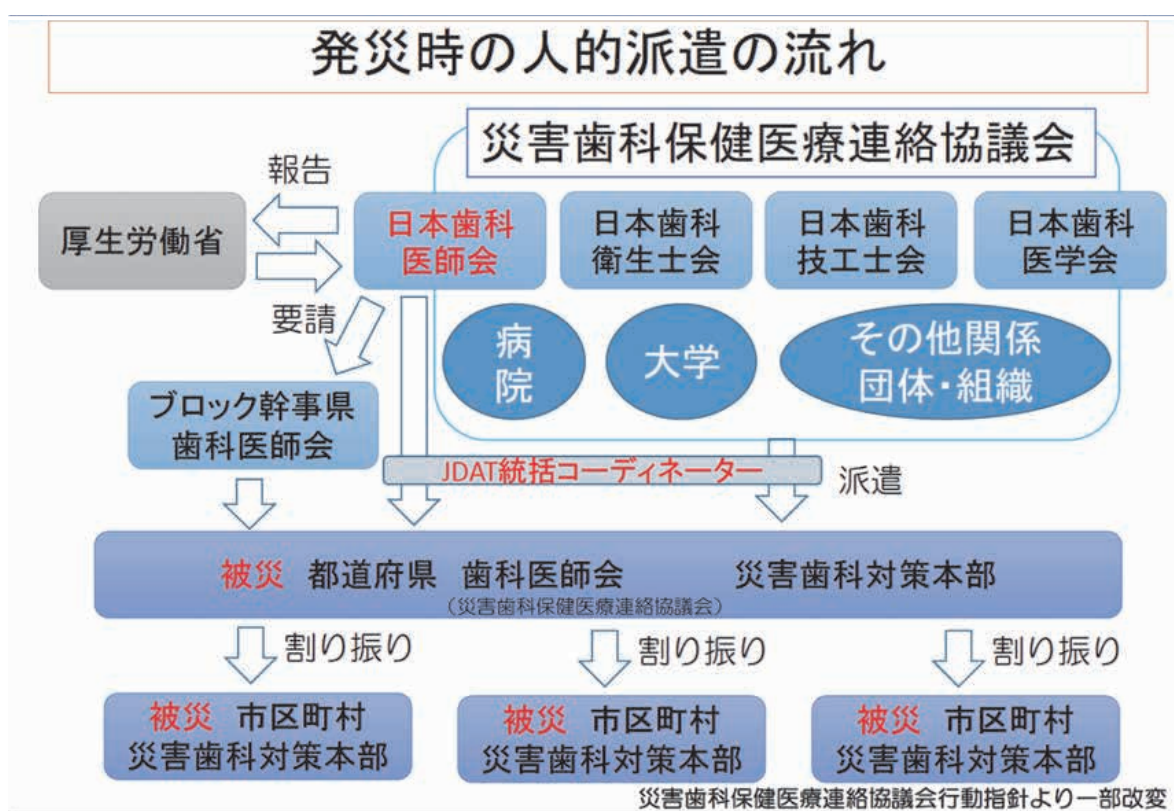 発災時の人的派遣の流れ
災害歯科保健医療連絡協議会
報告
厚生労働省
日本歯科
医師会
日本歯科
衛生士会
日本歯科
技工士会
日本歯科
医学会
要請
病
院
大学
その他関係
団体・組織
ブロック幹事県
歯科医師会
JDAT統括コーディネーター
派遣
被災 都道府県 歯科医師会 災害歯科対策本部
（災害歯科保健医療連絡協議会）
割り振り
割り振り
割り振り
被災 市区町村
災害歯科対策本部
被災 市区町村
災害歯科対策本部
被災 市区町村
災害歯科対策本部
災害歯科保健医療連絡協議会行動指針より一部改変